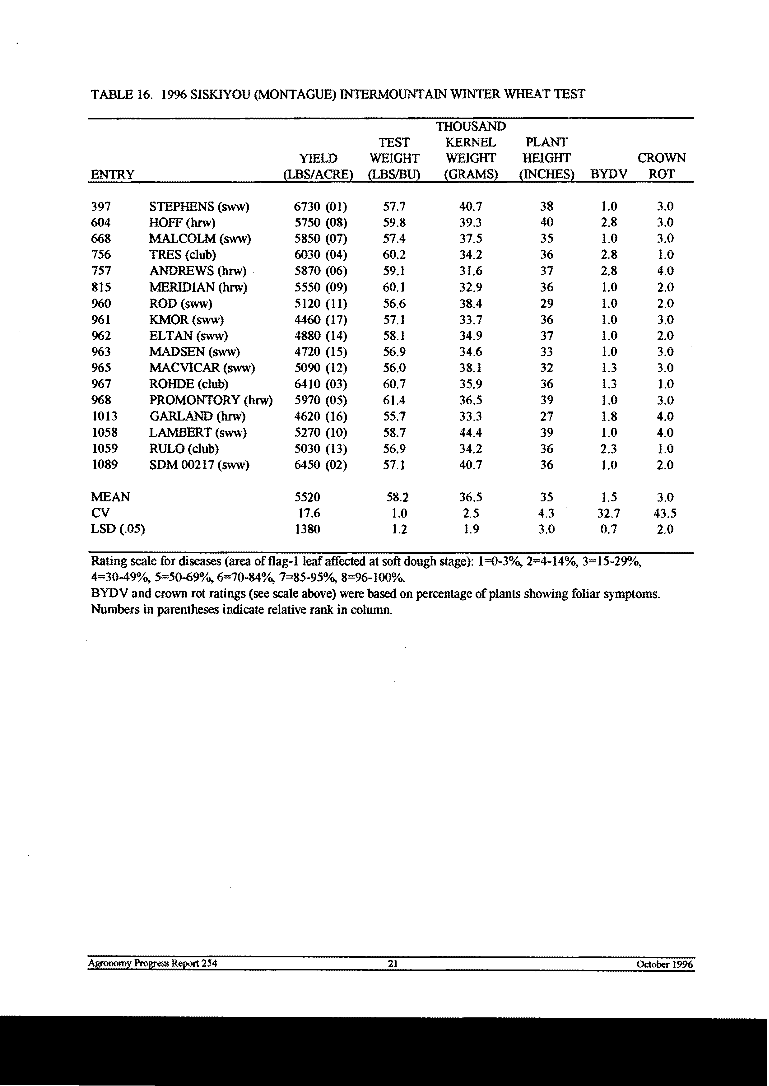 TABLE 16. 1996 SISKIYOU (MONTAGUE) INTERMOUNTAIN WINTER WHEAT TEST
THOUSAND
TEST KERNEL PLANT
YIELD WEIGHT WEIGHT HEIGHT CROWN
ENTRY (LBS/ACRE) (LBS/BU) (GRAMS) (INCHES) BYDV ROT
397 STEPHENS (sww) 6730 (01) 57.7 40.7 38 1.0 3.0
604 HOFF (hrw) 5750 (08) 59.8 39.3 40 2.8 3.0
668 MALCOLM (sww) 5850 (07) 57.4 37.5 35 1.0 3.0
756 TRES (club) 6030 (04) 60.2 34.2 36 2.8 1.0
757 ANDREWS (hrw) 5870 (06) 59.1 31.6 37 2.8 4.0
815 MERIDIAN (hrw) 5550 (09) 60.1 32.9 36 1.0 2.0
960 ROD (sww) 5120 (11) 56.6 38.4 29 1.0 2.0
961 KMOR (sww) 4460 (17) 57.1 33.7 36 1.0 3.0
962 ELTAN (sww) 4880 (14) 58.1 34.9 37 1.0 2.0
963 MADSEN (sww) 4720 (15) 56.9 34.6 33 1.0 3.0
965 MACVICAR (sww) 5090 (12) 56.0 38.1 32 1.3 3.0
967 ROHDE (club) 6410 (03) 60.7 35.9 36 1.3 1.0
968 PROMONTORY (hrw) 5970 (05) 61.4 36.5 39 1.0 3.0
1013 GARLAND (hrw) 4620 (16) 55.7 33.3 27 1.8 4.0
1058 LAMBERT (sww) 5270 (10) 58.7 44.4 39 1.0 4.0
1059 RULO (club) 5030 (13) 56.9 34.2 36 2.3 1.0
1089 SDM 00217 (sww) 6450 (02) 57.1 40.7 36 1.0 2.0
MEAN 5520 58.2 36.5 35 1.5 3.0
CV 17.6 1.0 2.5 4.3 32.7 43.5
LSD (.05) 1380 1.2 1.9 3.0 0.7 2.0
Rating scale for diseases (area of flag-1 leaf affected at soft dough stage): 1=0-3%, 2=4-14%, 3=15-29%,
4=30-49%, 5=50-69%, 6=70-84%, 7=85-95%, 8=96-100%.
BYDV and crown rot ratings (see scale above) were based on percentage of plants showing foliar symptoms.
Numbers in parentheses indicate relative rank in column.
Agronomy Progress Report 254 21 October 1996